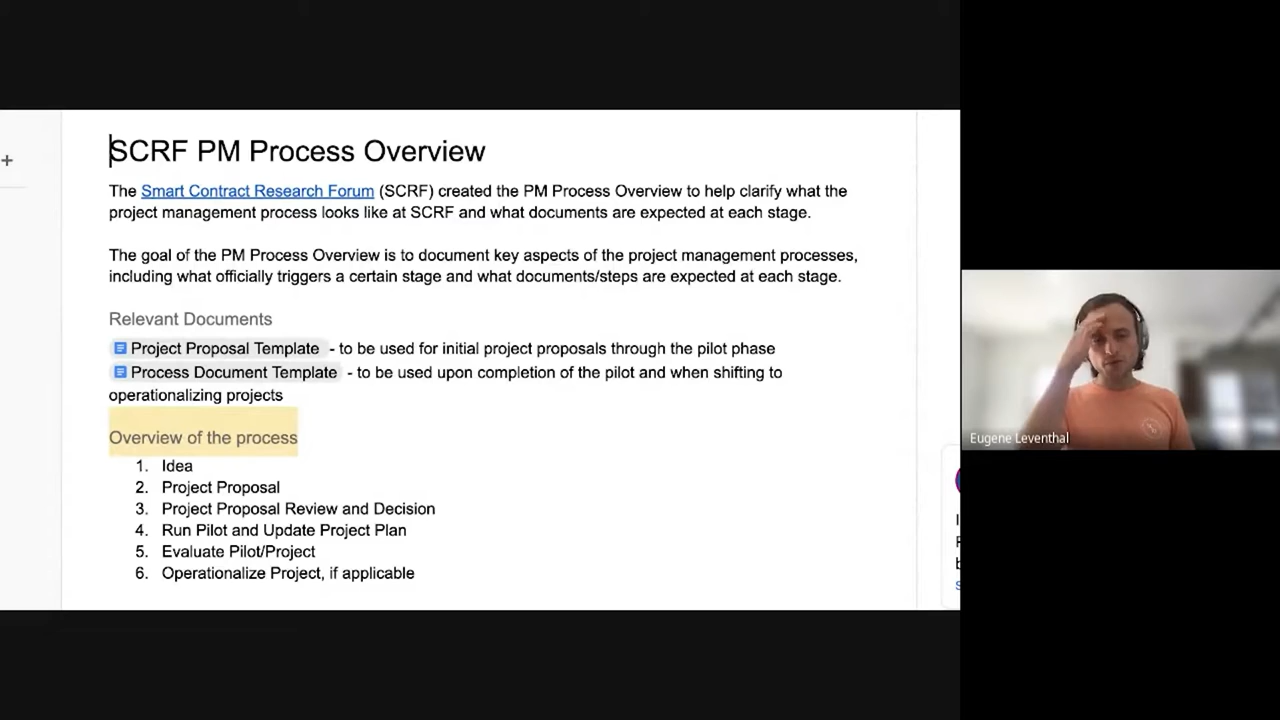 SCRF PM Process Overview
The Smart Contract Research Forum (SCRF) created the PM Process Overview to help clarify what the
project management process looks like at SCRF and what documents are expected at each stage.
The goal of the PM Process Overview is to document key aspects of the project management processes,
including what officially triggers a certain stage and what documents/steps are expected at each stage.
Relevant Documents
Project Proposal Template - to be used for initial project proposals through the pilot phase
Process Document Template - to be used upon completion of the pilot and when shifting to
operationalizing projects
Overview of the process
1. Idea
2. Project Proposal
3. Project Proposal Review and Decision
4. Run Pilot and Update Project Plan
5. Evaluate Pilot/Project
6. Operationalize Project, if applicable
Eugene Leventhal